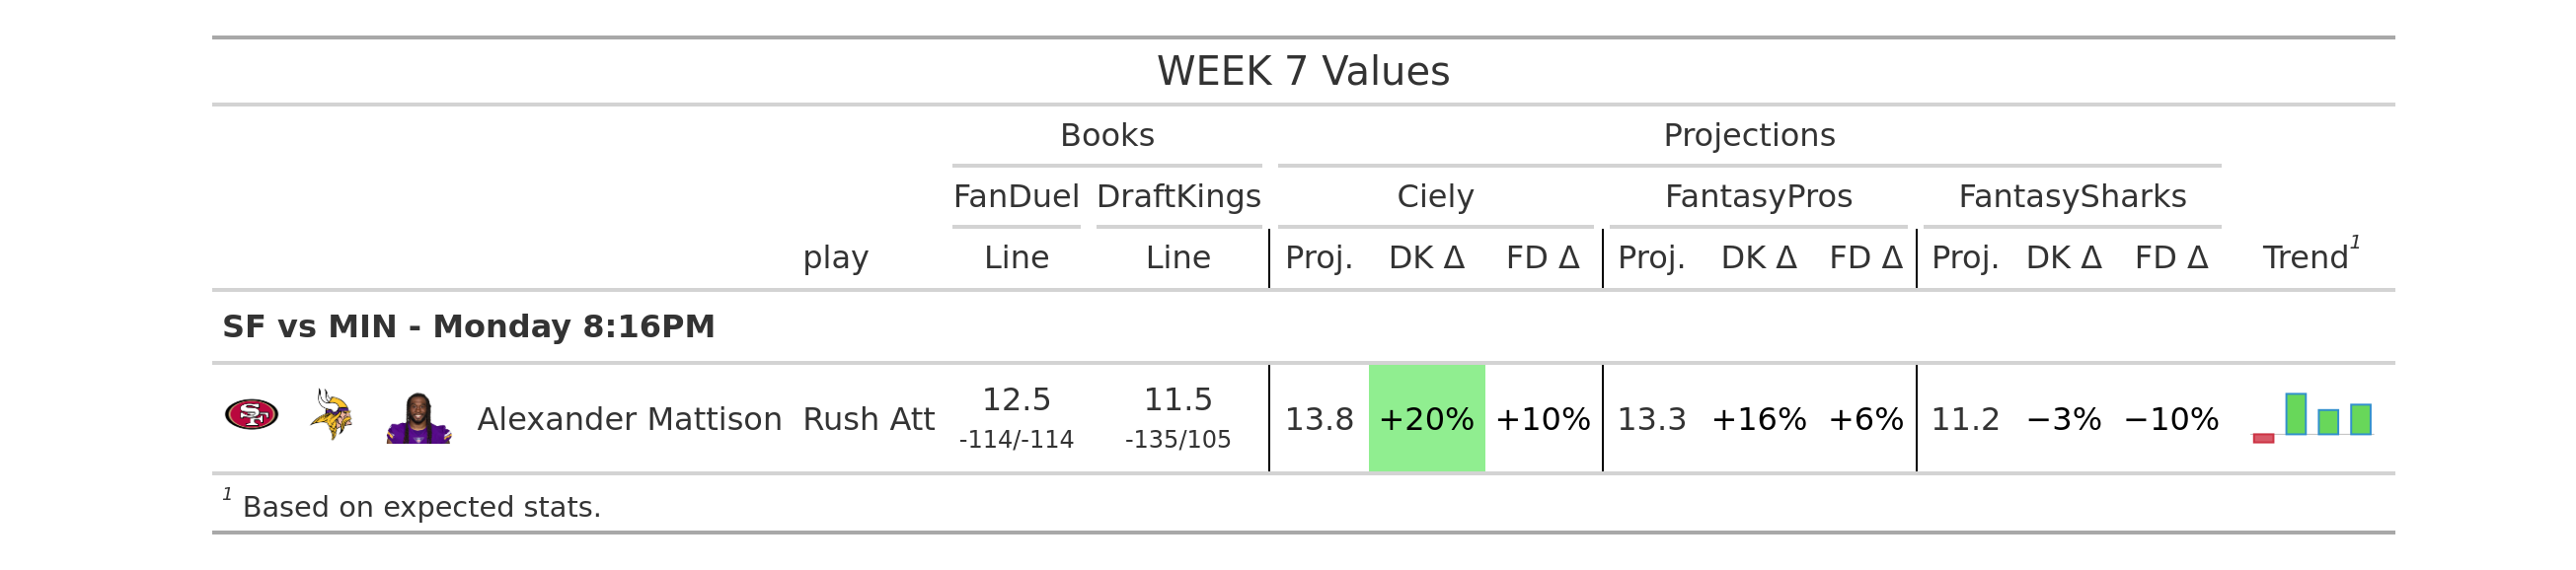 WEEK 7 Values
Books Projections
FanDuel DraftKings Ciely FantasyPros FantasySharks
play Line Line Proj. DK Δ FD Δ Proj. DK Δ FD Δ Proj. DK Δ FD Δ Trend1
SF vs MIN - Monday 8:16PM
SF Alexander Mattison Rush Att 12.5 11.5 13.8 +20% +10% 13.3 +16% +6% 11.2 −3% −10%
-114/-114 -135/105
1 Based on expected stats.